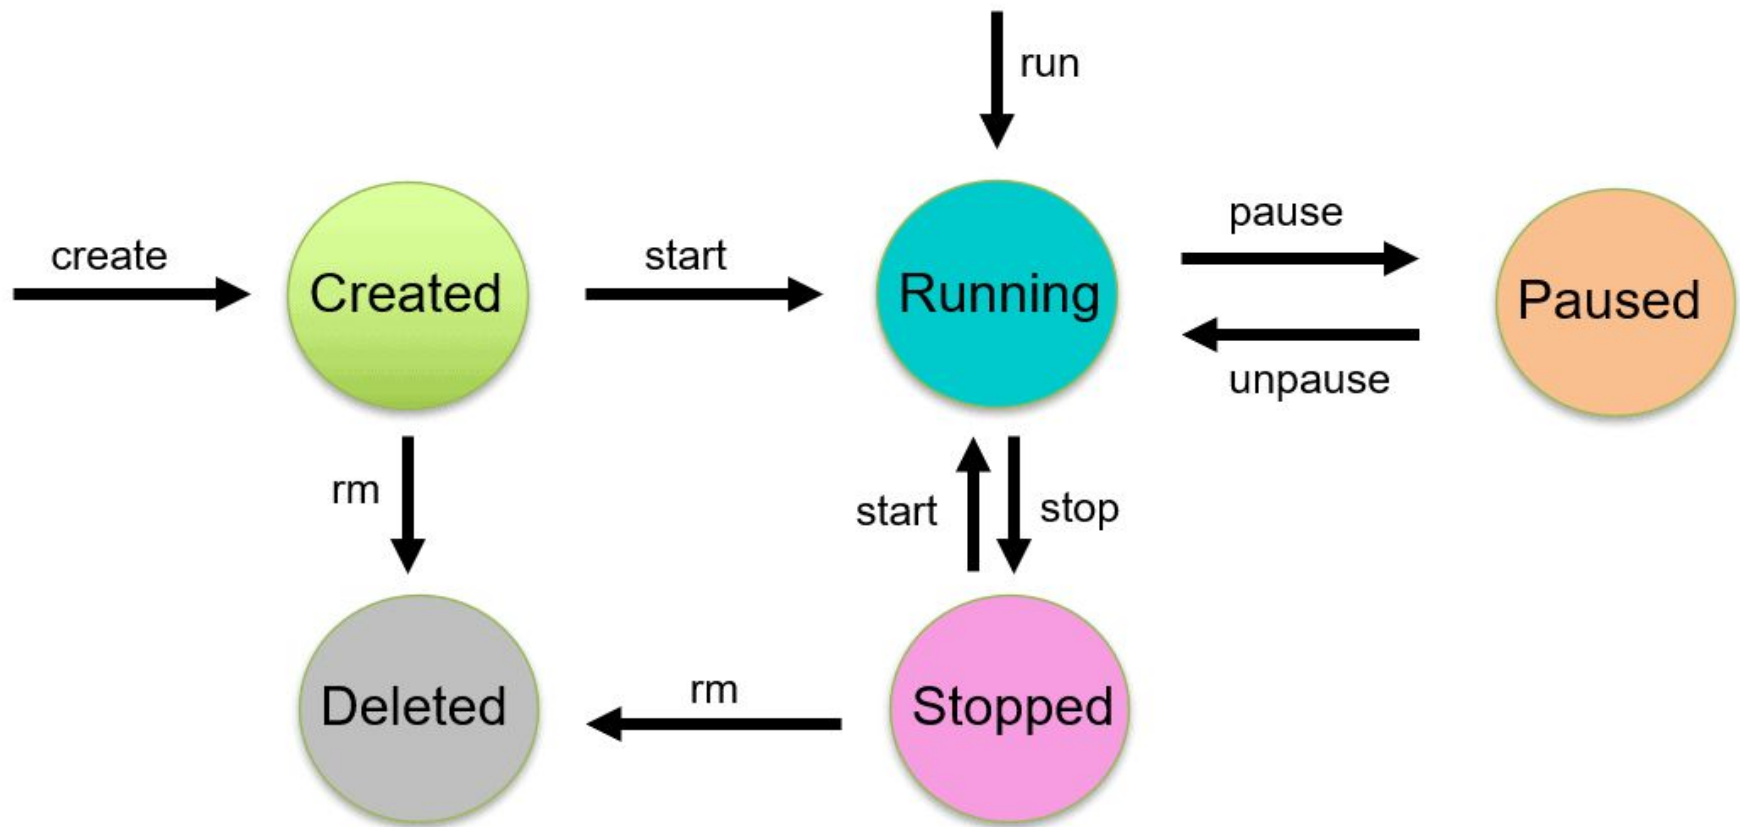 run
create
Created
start
Running
pause
unpause
Paused
rm
start
stop
Deleted
rm
Stopped